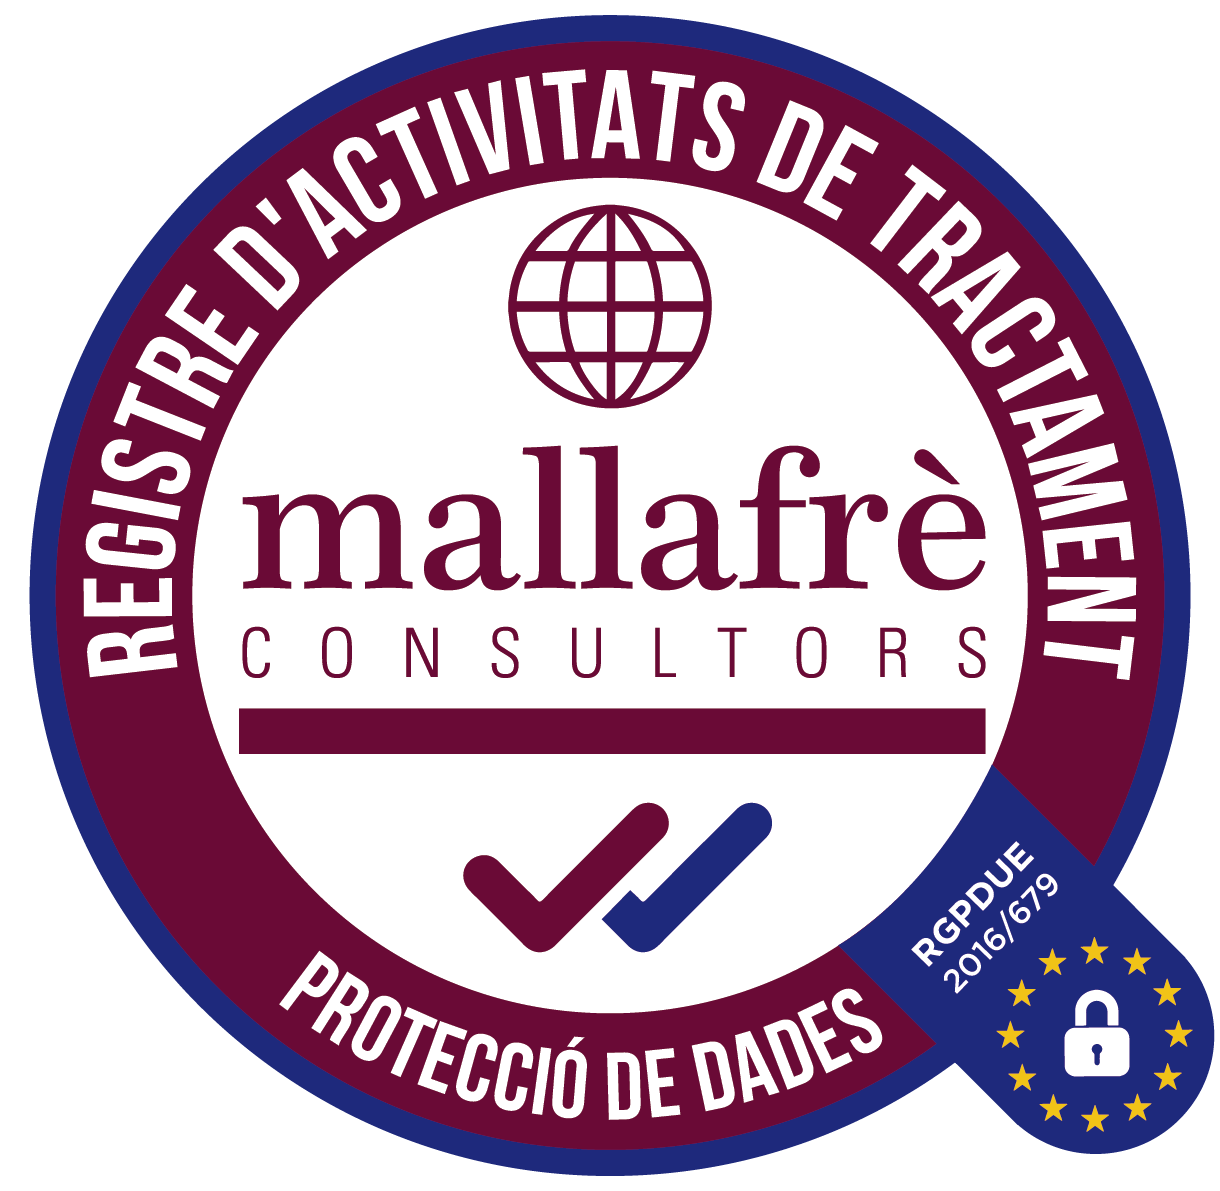 REGISTRE D'ACTIVITATS DE TRACTAMENT
mallafrè
CONSULTORS
RGPDUE
2016/679
PROTECCIÓ DE DADES